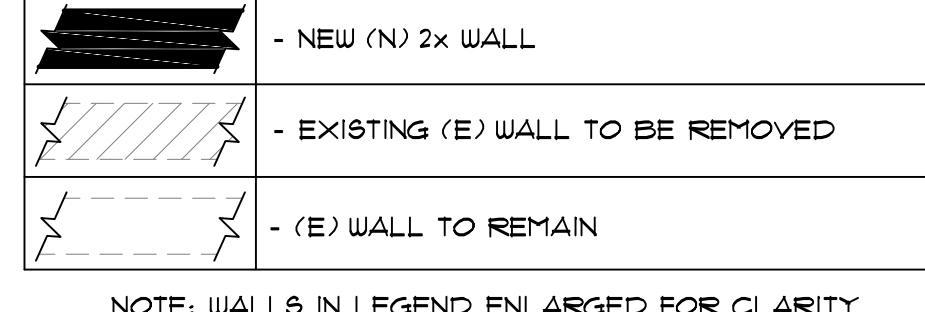 - NEW (N) 2x WALL
- EXISTING (E) WALL TO BE REMOVED
- (E) WALL TO REMAIN
NOTE: WALLS IN LEGEND ENLARGED FOR CLARITY